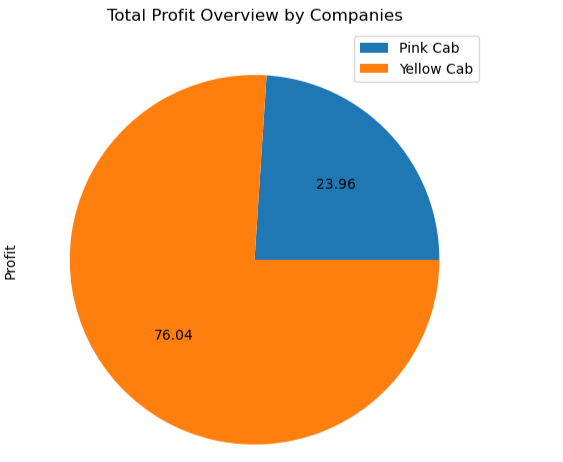 Total Profit Overview by Companies
Pink Cab
Yellow Cab
23.96
Profit
76.04